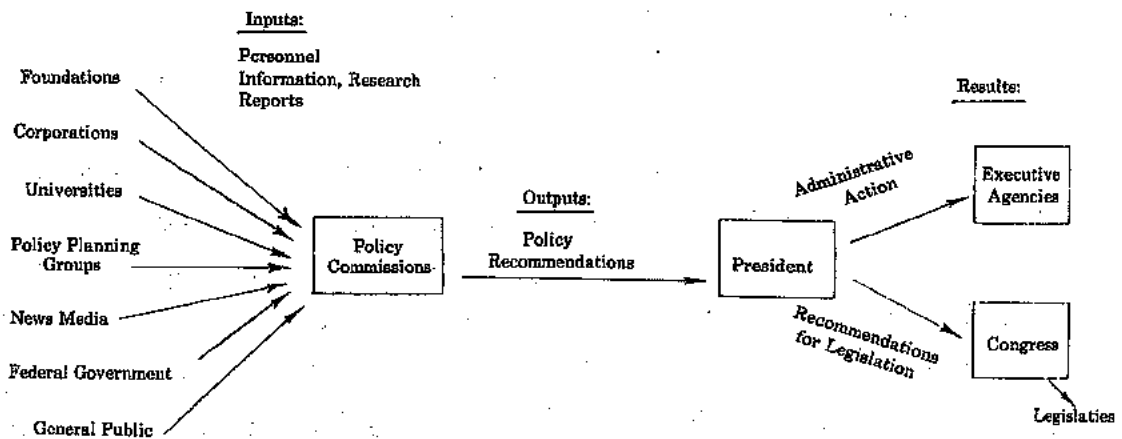 Inputs:
Personnel
Information, Research
Reports
Foundations
Corporations
Universities
Policy Planning
Groups
News Media
Federal Government
General Public
Policy
Commissions
Outputs:
Policy
Recommendations
President
Administrative
Action
Recommendations
for Legislation
Results:
Executive
Agencies
Congress
Legislaties